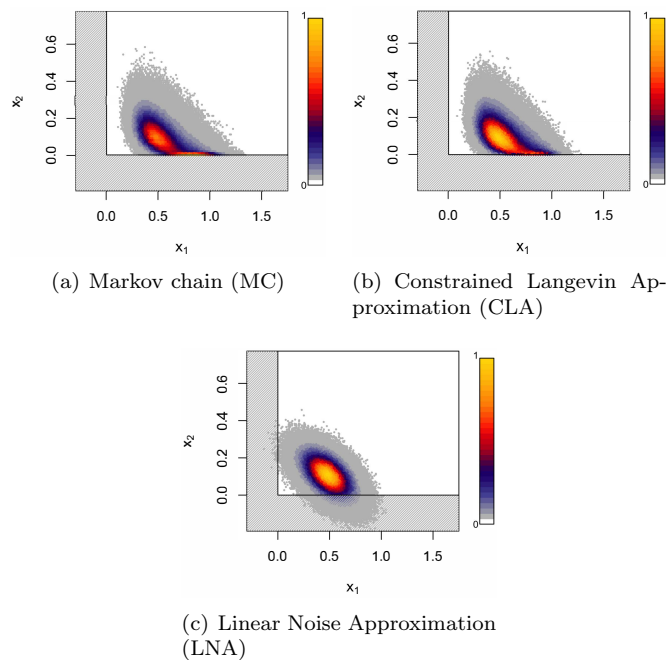 0.6
0.4
0.2
0.0
x2
0.0 0.5 1.0 1.5
x1
1
0
(a) Markov chain (MC)
0.6
0.4
0.2
0.0
x2
0.0 0.5 1.0 1.5
x1
1
0
(b) Constrained Langevin Ap-
proximation (CLA)
0.6
0.4
0.2
0.0
x2
0.0 0.5 1.0 1.5
x1
1
0
(c) Linear Noise Approximation
(LNA)